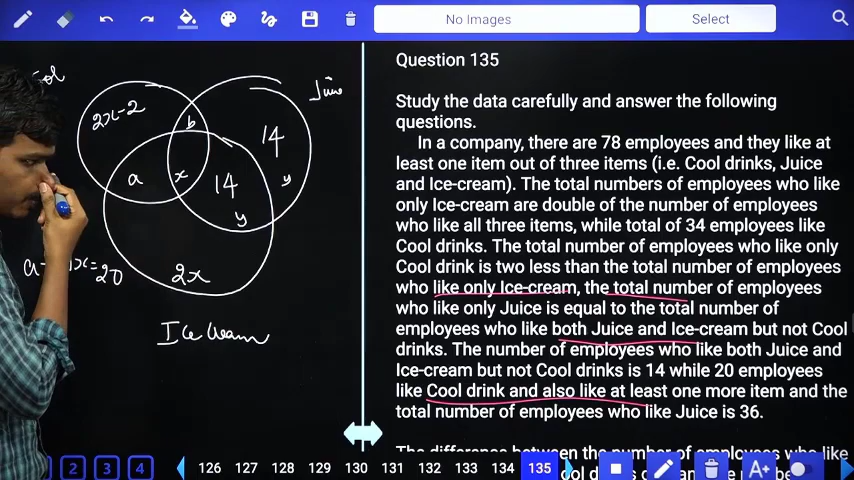 No Images
Select
Question 135
Study the data carefully and answer the following
questions.
In a company, there are 78 employees and they like at
least one item out of three items (i.e. Cool drinks, Juice
and Ice-cream). The total numbers of employees who like
only Ice-cream are double of the number of employees
who like all three items, while total of 34 employees like
Cool drinks. The total number of employees who like only
Cool drink is two less than the total number of employees
who like only Ice-cream, the total number of employees
who like only Juice is equal to the total number of
employees who like both Juice and Ice-cream but not Cool
drinks. The number of employees who like both Juice and
Ice-cream but not Cool drinks is 14 while 20 employees
like Cool drink and also like at least one more item and the
total number of employees who like Juice is 36.
The difference between the number of employees who like
2x-2
b
14
a
x
14
y
y
x=20
2x
Ice cream
2 3 4
126 127 128 129 130 131 132 133 134 135
A+